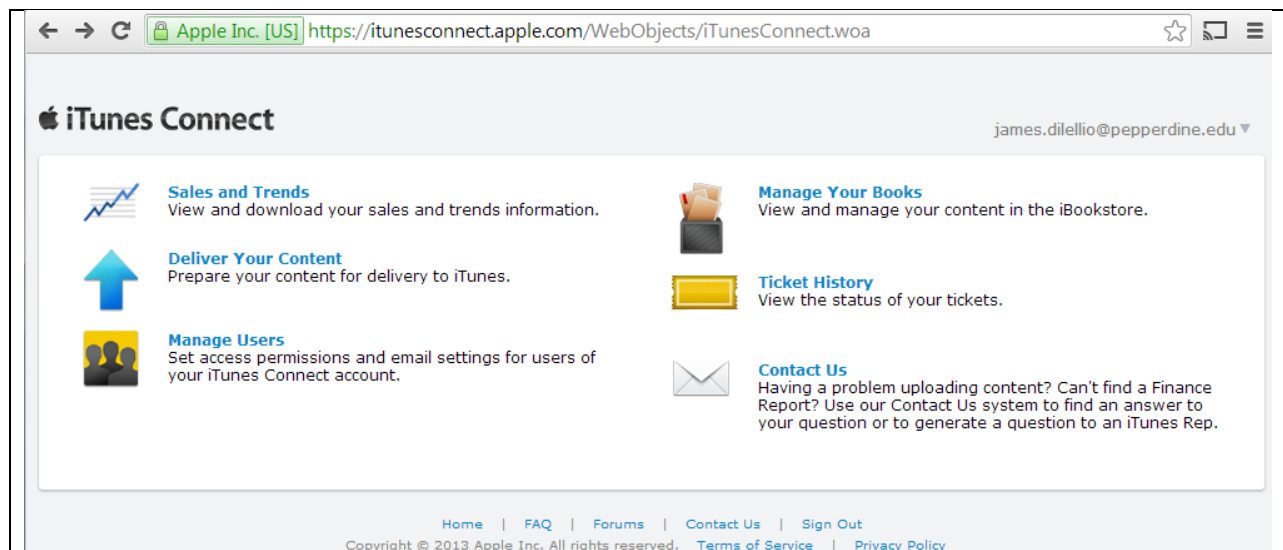 Apple Inc. [US] https://itunesconnect.apple.com/WebObjects/iTunesConnect.woa
iTunes Connect
james.dilellio@pepperdine.edu
Sales and Trends
View and download your sales and trends information.
Deliver Your Content
Prepare your content for delivery to iTunes.
Manage Users
Set access permissions and email settings for users of
your iTunes Connect account.
Manage Your Books
View and manage your content in the iBookstore.
Ticket History
View the status of your tickets.
Contact Us
Having a problem uploading content? Can't find a Finance
Report? Use our Contact Us system to find an answer to
your question or to generate a question to an iTunes Rep.
Home | FAQ | Forums | Contact Us | Sign Out
Copyright © 2013 Apple Inc. All rights reserved. Terms of Service | Privacy Policy